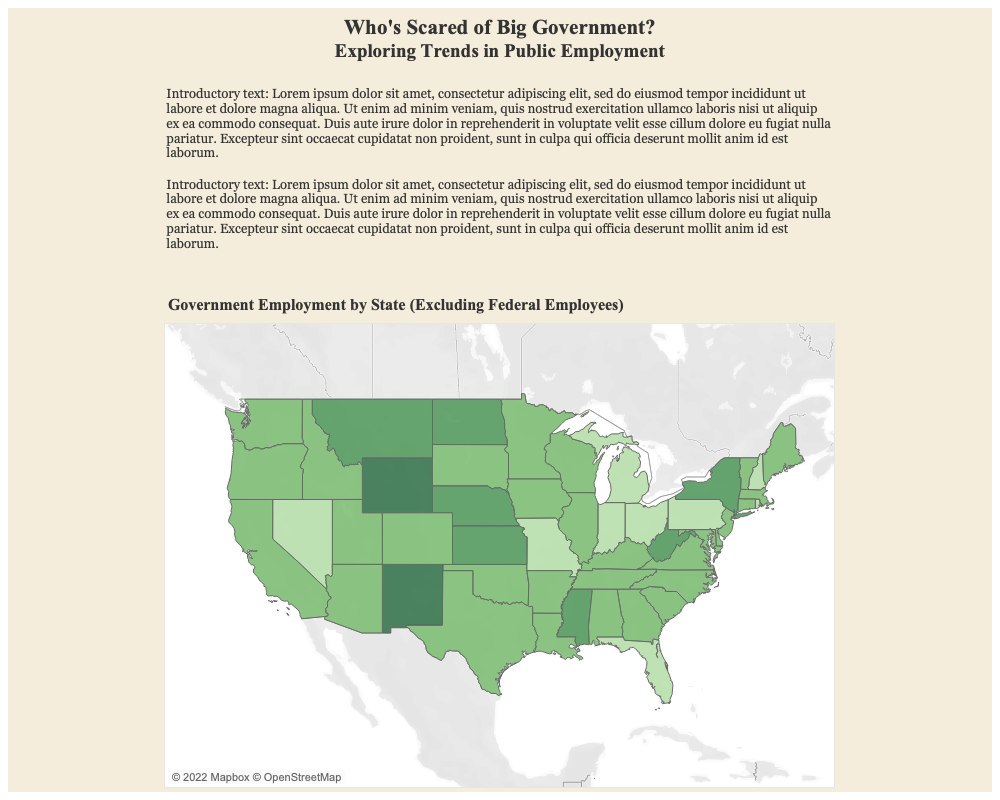 Who's Scared of Big Government?
Exploring Trends in Public Employment
Introductory text: Lorem ipsum dolor sit amet, consectetur adipiscing elit, sed do eiusmod tempor incididunt ut
labore et dolore magna aliqua. Ut enim ad minim veniam, quis nostrud exercitation ullamco laboris nisi ut aliquip
ex ea commodo consequat. Duis aute irure dolor in reprehenderit in voluptate velit esse cillum dolore eu fugiat nulla
pariatur. Excepteur sint occaecat cupidatat non proident, sunt in culpa qui officia deserunt mollit anim id est
laborum.
Introductory text: Lorem ipsum dolor sit amet, consectetur adipiscing elit, sed do eiusmod tempor incididunt ut
labore et dolore magna aliqua. Ut enim ad minim veniam, quis nostrud exercitation ullamco laboris nisi ut aliquip
ex ea commodo consequat. Duis aute irure dolor in reprehenderit in voluptate velit esse cillum dolore eu fugiat nulla
pariatur. Excepteur sint occaecat cupidatat non proident, sunt in culpa qui officia deserunt mollit anim id est
laborum.
Government Employment by State (Excluding Federal Employees)
© 2022 Mapbox © OpenStreetMap